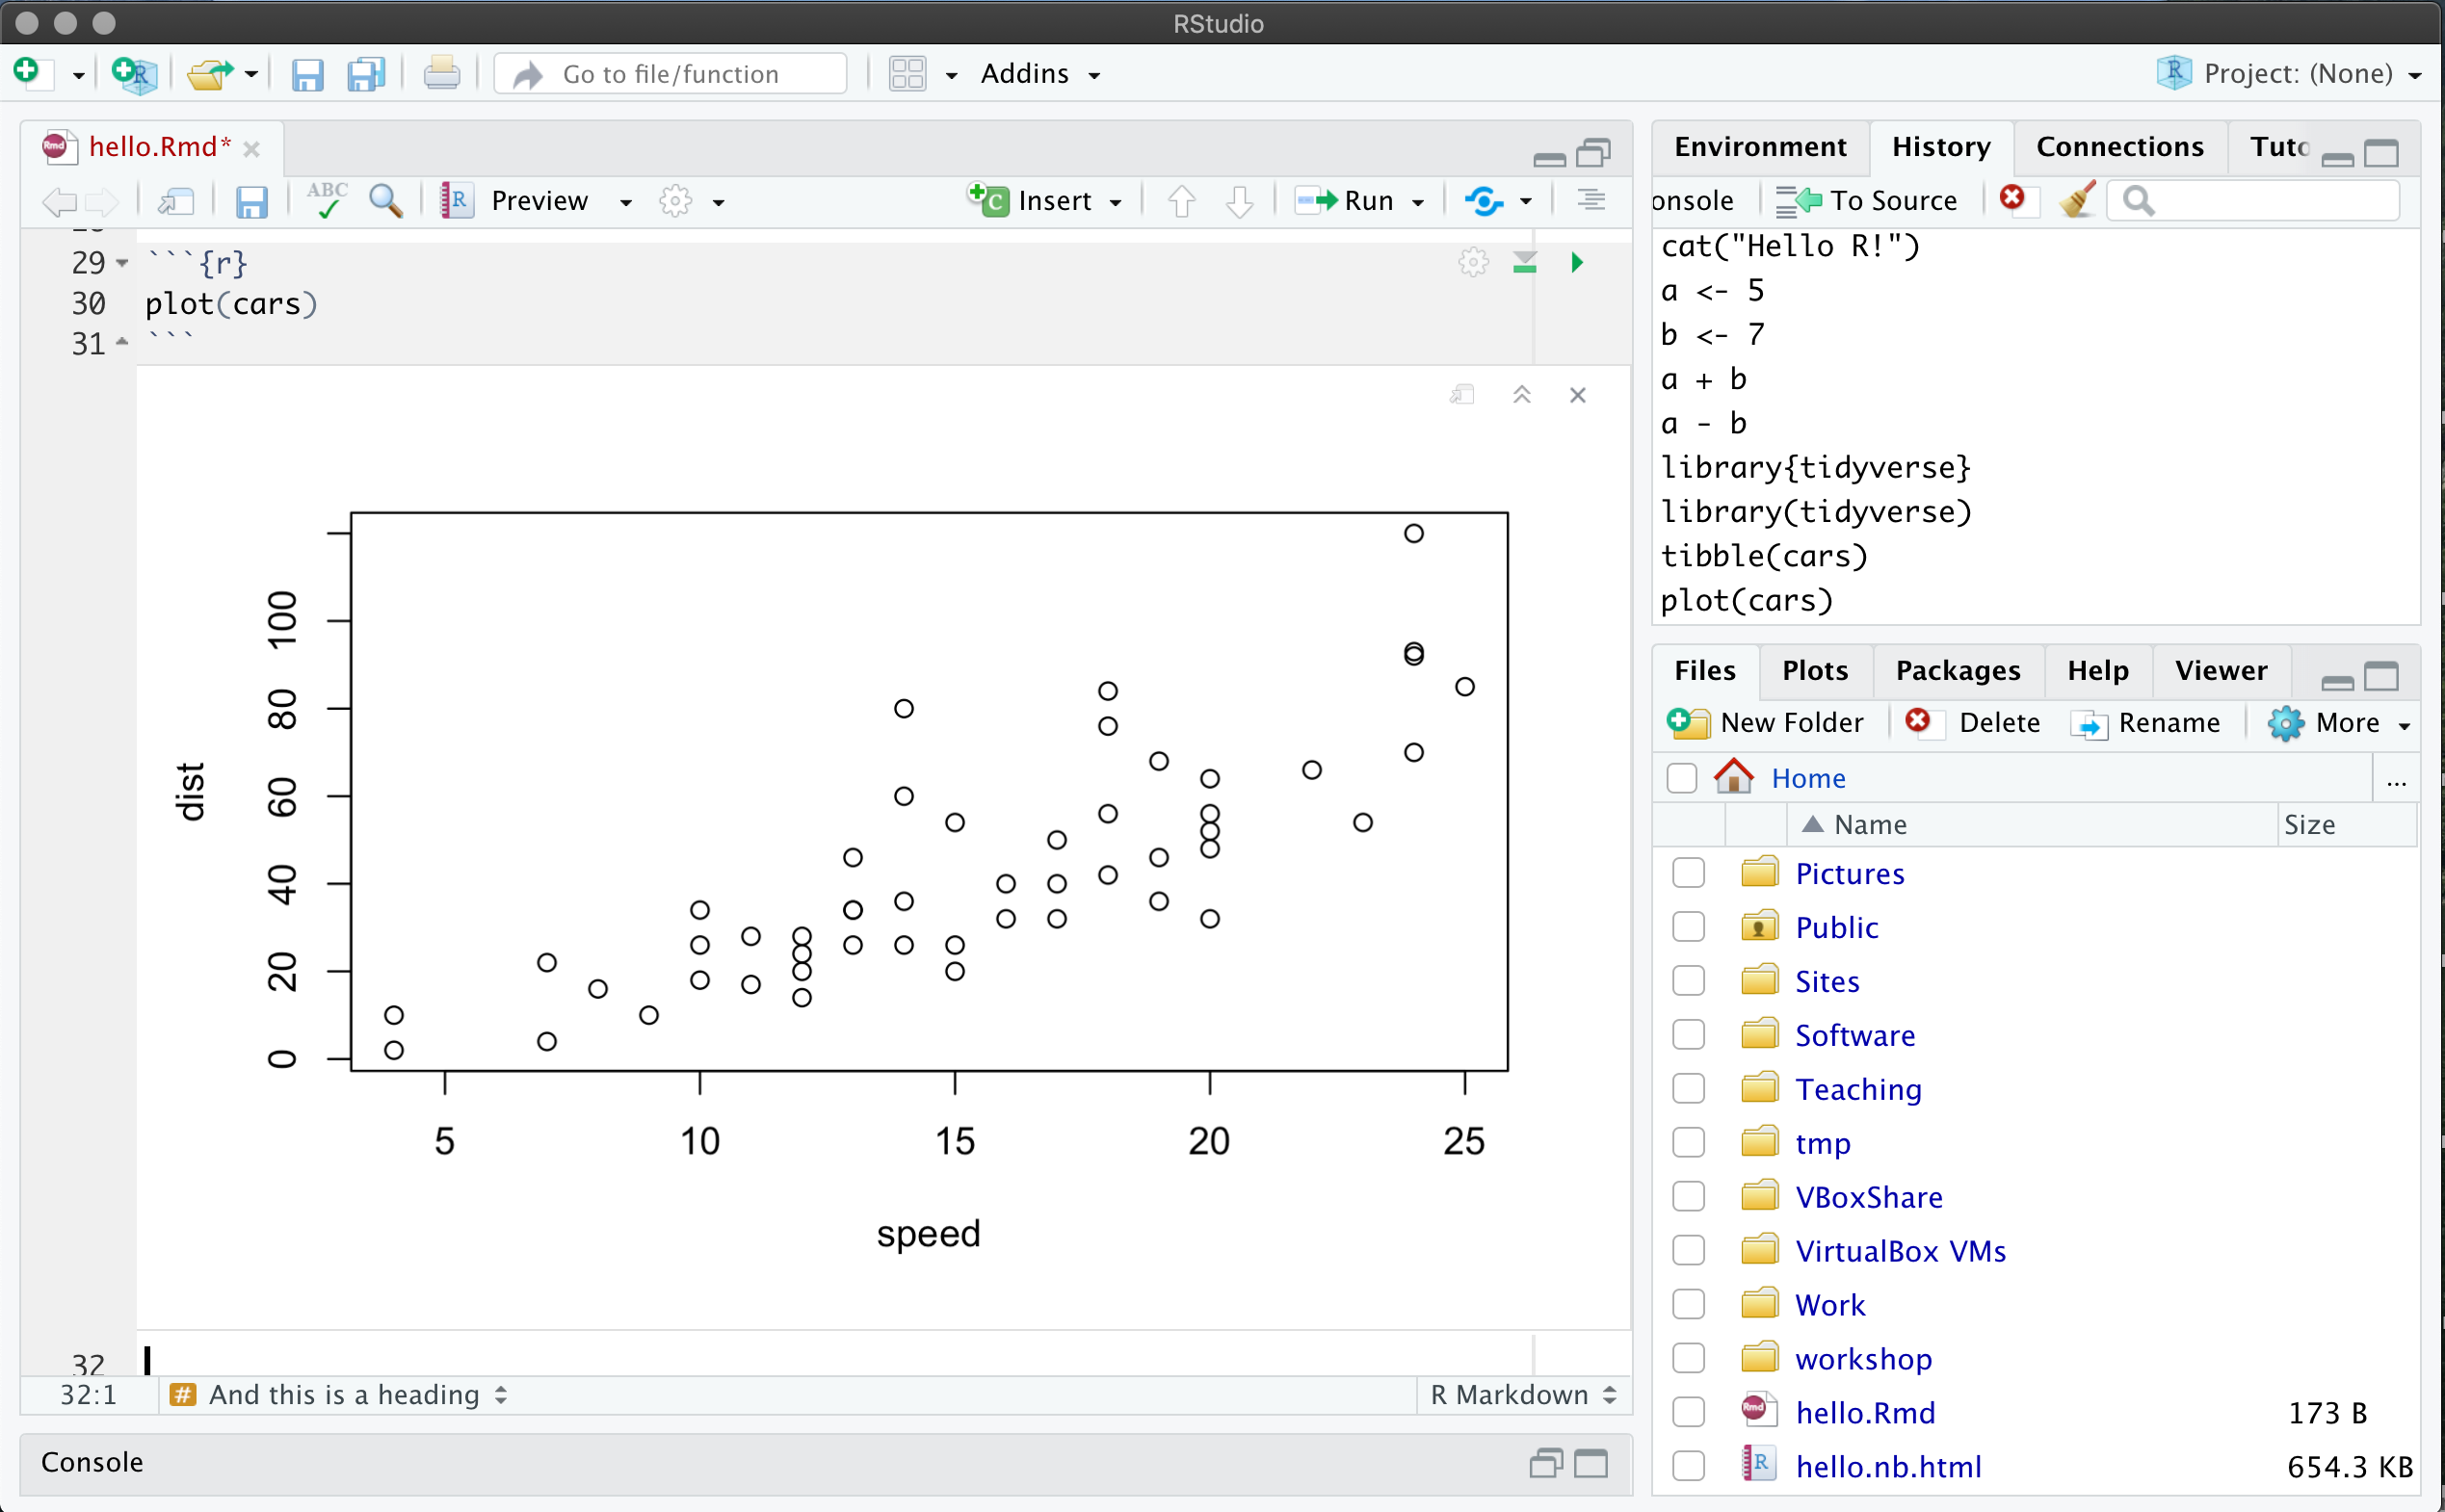 RStudio
Go to file/function
Addins
Project: (None)
hello.Rmd*
ABC
Preview
Insert
Run
29 ```{r}
30 plot(cars)
31 ```
dist
100
80
60
40
20
0
5 10 15 20 25
speed
32
32:1 # And this is a heading R Markdown
Console
Environment History Connections Tuto
onsole To Source
cat("Hello R!")
a <- 5
b <- 7
a + b
a - b
library{tidyverse}
library(tidyverse)
tibble(cars)
plot(cars)
Files Plots Packages Help Viewer
New Folder Delete Rename More
Home ...
Name Size
Pictures
Public
Sites
Software
Teaching
tmp
VBoxShare
VirtualBox VMs
Work
workshop
hello.Rmd 173 B
hello.nb.html 654.3 KB